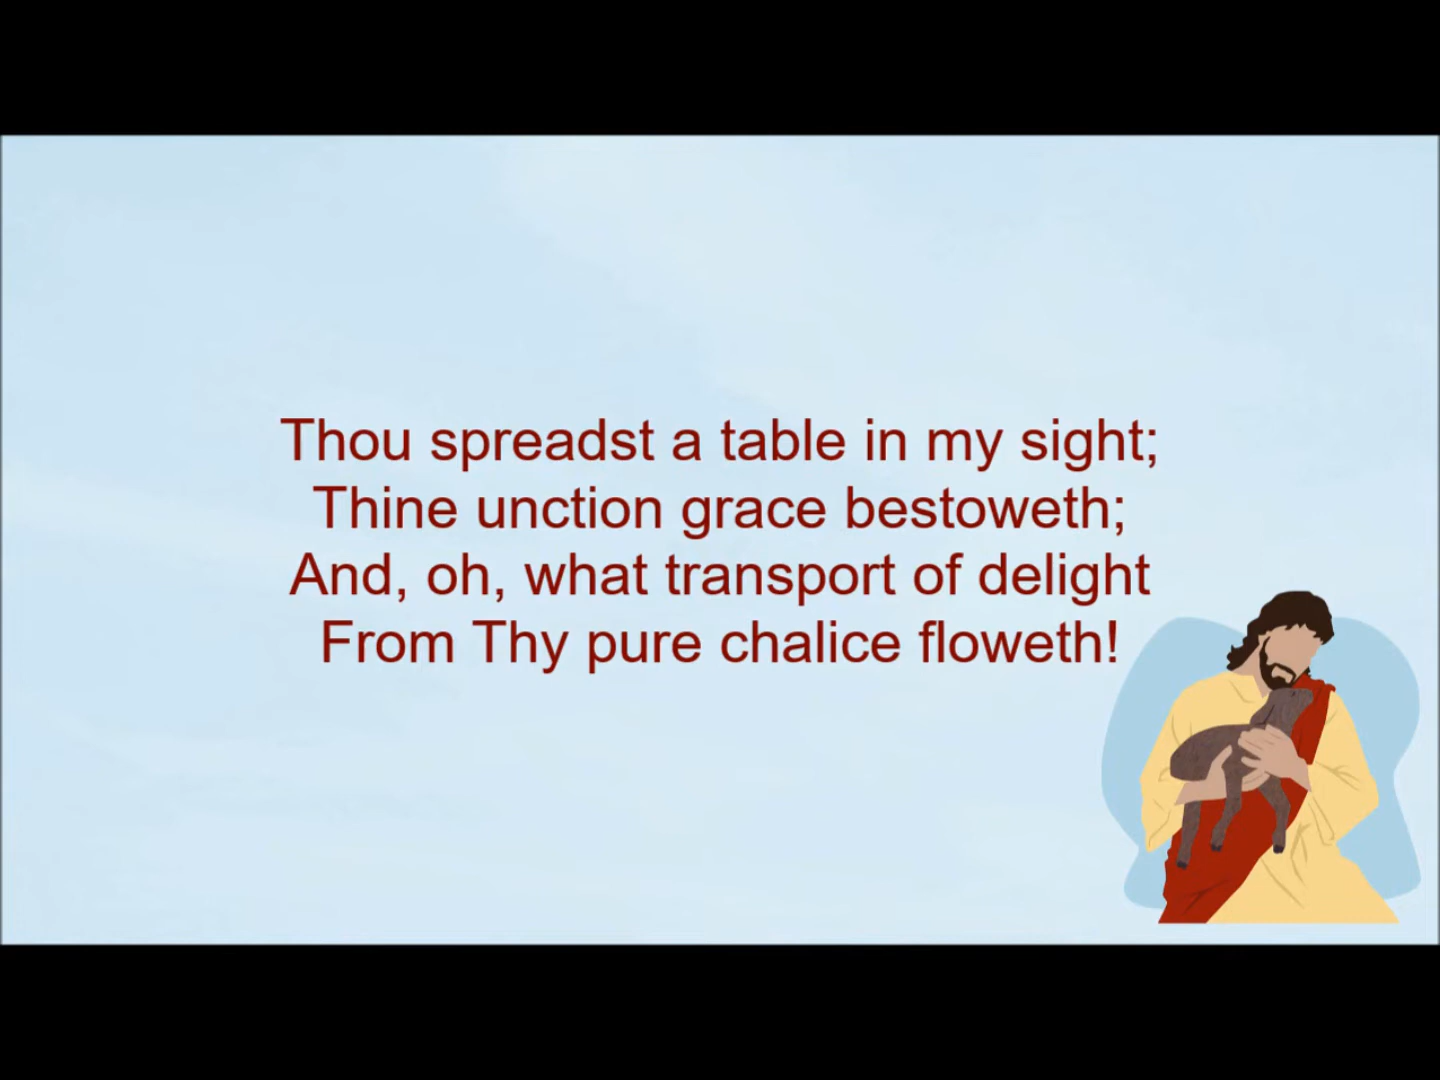 Thou spreadst a table in my sight;
Thine unction grace bestoweth;
And, oh, what transport of delight
From Thy pure chalice floweth!